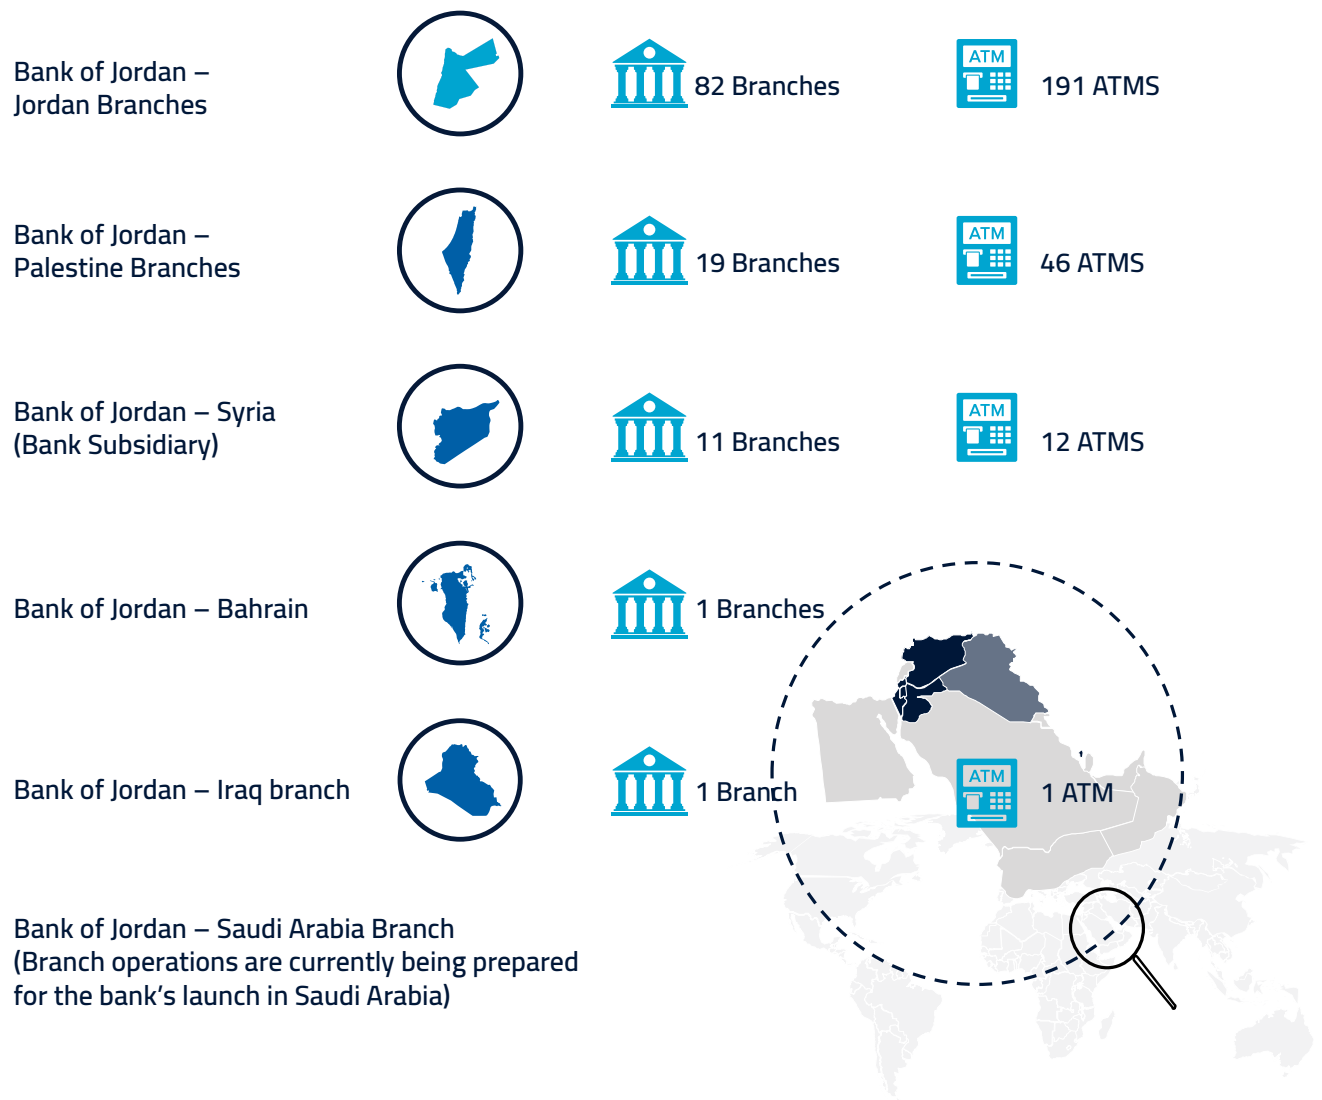 Bank of Jordan –
Jordan Branches
82 Branches
ATM
191 ATMS
Bank of Jordan –
Palestine Branches
19 Branches
ATM
46 ATMS
Bank of Jordan – Syria
(Bank Subsidiary)
11 Branches
ATM
12 ATMS
Bank of Jordan – Bahrain
1 Branches
Bank of Jordan – Iraq branch
1 Branch
ATM
1 ATM
Bank of Jordan – Saudi Arabia Branch
(Branch operations are currently being prepared
for the bank’s launch in Saudi Arabia)